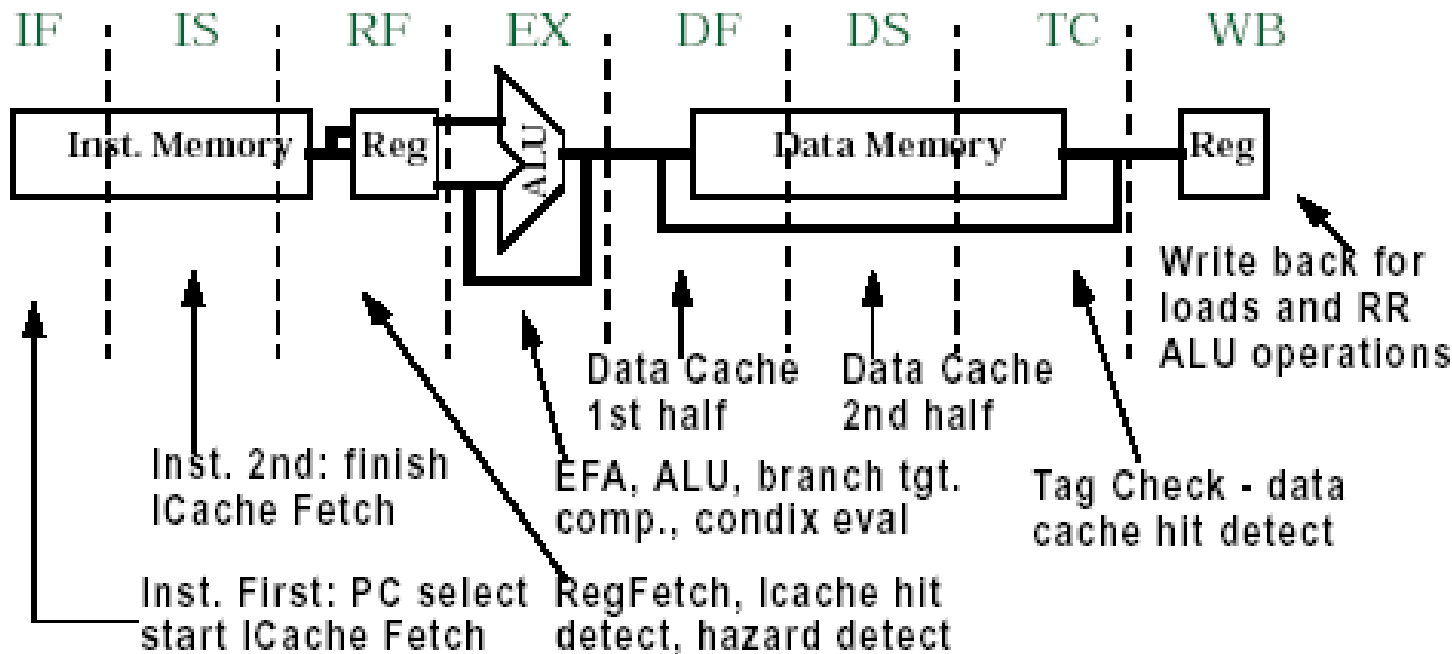 IF IS RF EX DF DS TC WB
Inst. Memory Reg ALU Data Memory Reg
Write back for
loads and RR
ALU operations
Data Cache
1st half
Data Cache
2nd half
Inst. 2nd: finish
ICache Fetch
EFA, ALU, branch tgt.
comp., condix eval
Tag Check - data
cache hit detect
Inst. First: PC select
start ICache Fetch
RegFetch, Icache hit
detect, hazard detect